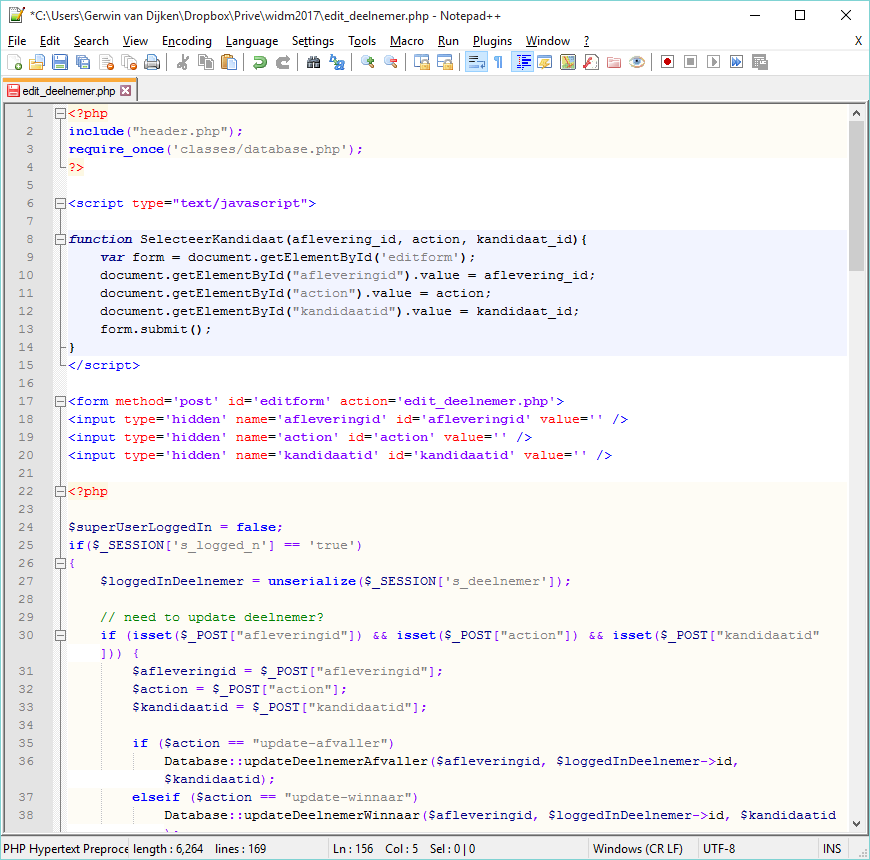 *C:\Users\Gerwin van Dijken\Dropbox\Prive\widm2017\edit_deelnemer.php - Notepad++
File Edit Search View Encoding Language Settings Tools Macro Run Plugins Window ? X
edit_deelnemer.php
1 <?php
2 include("header.php");
3 require_once('classes/database.php');
4 ?>
5
6 <script type="text/javascript">
7
8 function SelecteerKandidaat(aflevering_id, action, kandidaat_id){
9     var form = document.getElementById('editform');
10     document.getElementById("afleveringid").value = aflevering_id;
11     document.getElementById("action").value = action;
12     document.getElementById("kandidaatid").value = kandidaat_id;
13     form.submit();
14 }
15 </script>
16
17 <form method='post' id='editform' action='edit_deelnemer.php'>
18 <input type='hidden' name='afleveringid' id='afleveringid' value='' />
19 <input type='hidden' name='action' id='action' value='' />
20 <input type='hidden' name='kandidaatid' id='kandidaatid' value='' />
21
22 <?php
23
24 $superUserLoggedIn = false;
25 if($_SESSION['s_logged_n'] == 'true')
26 {
27     $loggedInDeelnemer = unserialize($_SESSION['s_deelnemer']);
28
29     // need to update deelnemer?
30     if (isset($_POST["afleveringid"]) && isset($_POST["action"]) && isset($_POST["kandidaatid"
    ])) {
31         $afleveringid = $_POST["afleveringid"];
32         $action = $_POST["action"];
33         $kandidaatid = $_POST["kandidaatid"];
34
35         if ($action == "update-afvaller")
36             Database::updateDeelnemerAfvaller($afleveringid, $loggedInDeelnemer->id,
            $kandidaatid);
37         elseif ($action == "update-winnaar")
38             Database::updateDeelnemerWinnaar($afleveringid, $loggedInDeelnemer->id, $kandidaatid
            );
PHP Hypertext Preproce length : 6,264 lines : 169 Ln : 156 Col : 5 Sel : 0 | 0 Windows (CR LF) UTF-8 INS